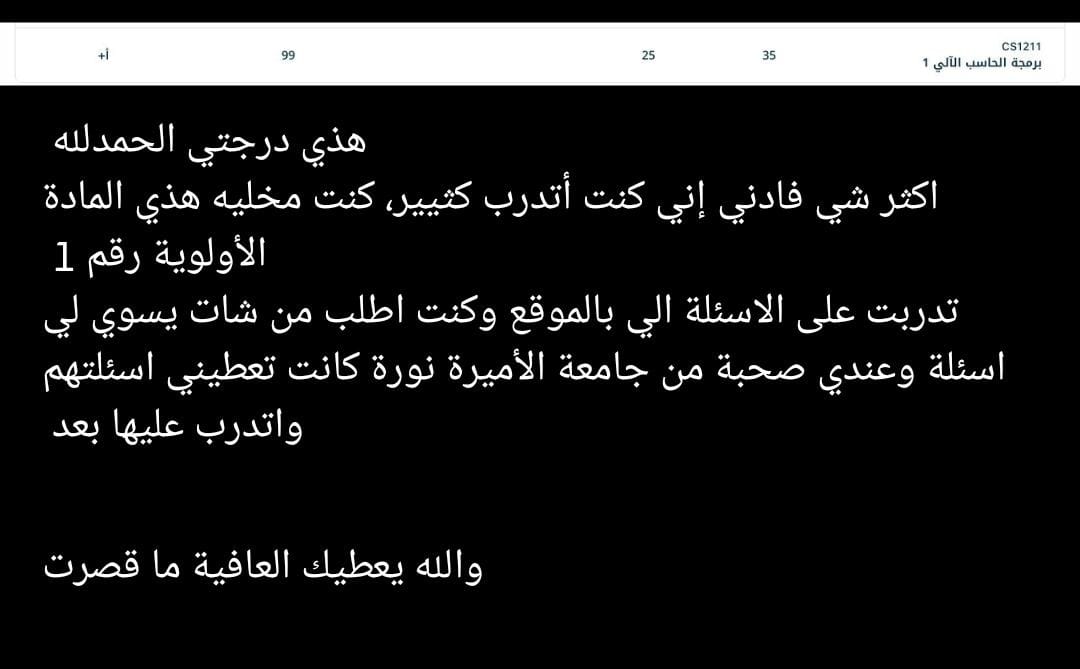 CS1211
برمجة الحاسب الآلي 1 35 25 99 أ+
هذي درجتي الحمدلله
اكثر شي فادني إني كنت أتدرب كثيير، كنت مخليه هذي المادة
الأولوية رقم 1
تدربت على الاسئلة الي بالموقع وكنت اطلب من شات يسوي لي
اسئلة وعندي صحبة من جامعة الأميرة نورة كانت تعطيني اسئلتهم
واتدرب عليها بعد
والله يعطيك العافية ما قصرت